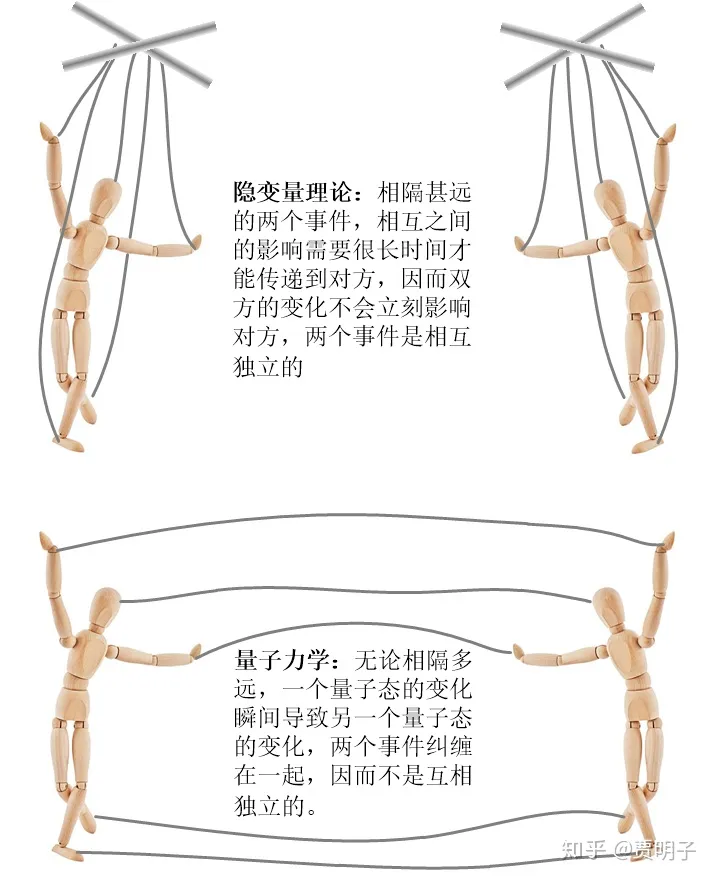 隐变量理论：相隔甚远
的两个事件，相互之间
的影响需要很长时间才
能传递到对方，因而双
方的变化不会立刻影响
对方，两个事件是相互
独立的
量子力学：无论相隔多
远，一个量子态的变化
瞬间导致另一个量子态
的变化，两个事件纠缠
在一起，因而不是互相
独立的。
知乎 @贾明子